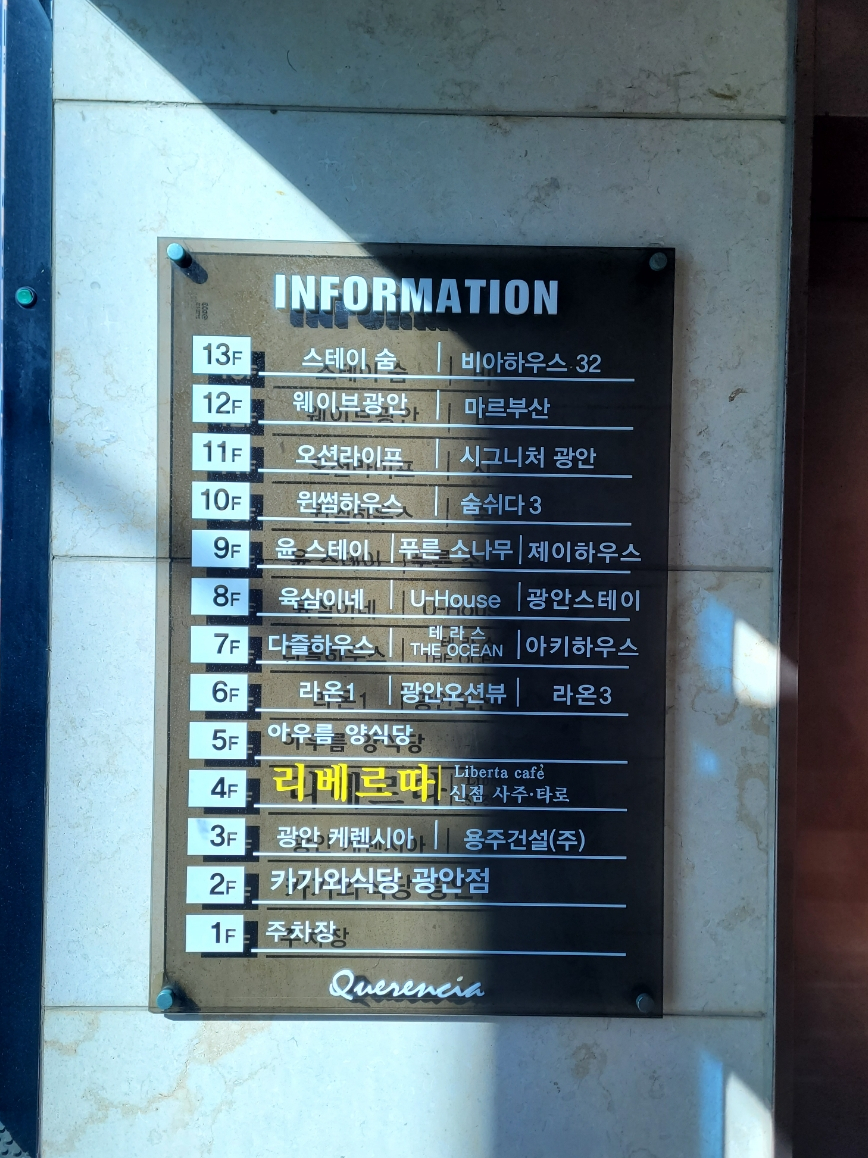 INFORMATION
13F 스테이 숨 | 비아하우스 32
12F 웨이브광안 | 마르부산
11F 오션라이프 | 시그니처 광안
10F 윈썸하우스 | 숨쉬다 3
9F 윤 스테이 | 푸른 소나무 | 제이하우스
8F 육삼이네 | U-House | 광안스테이
7F 다즐하우스 | 테라스 THE OCEAN | 아키하우스
6F 라온1 | 광안오션뷰 | 라온3
5F 아우름 양식당
4F 리베르따 | Liberta café
신점 사주·타로
3F 광안 케렌시아 | 용주건설(주)
2F 카가와식당 광안점
1F 주차장
Querencia